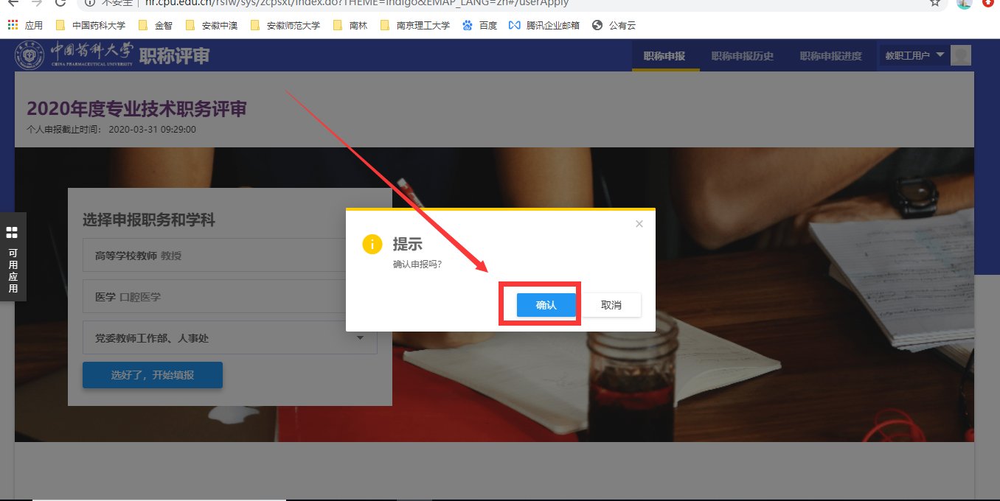 不安全 | hr.cpu.edu.cn/rsfw/sys/zcpsxt/index.do?THEME=indigo&EMAP_LANG=zh#/userApply
应用 中国药科大学 金智 安徽中澳 安徽师范大学 南林 南京理工大学 百度 腾讯企业邮箱 公有云
中国药科大学 职称评审 职称申报 职称申报历史 职称申报进度 教职工用户
CHINA PHARMACEUTICAL UNIVERSITY
2020年度专业技术职务评审
个人申报截止时间： 2020-03-31 09:29:00
选择申报职务和学科
高等学校教师 教授
医学 口腔医学
党委教师工作部、人事处
选好了，开始填报
可用应用
提示
确认申报吗?
确认 取消